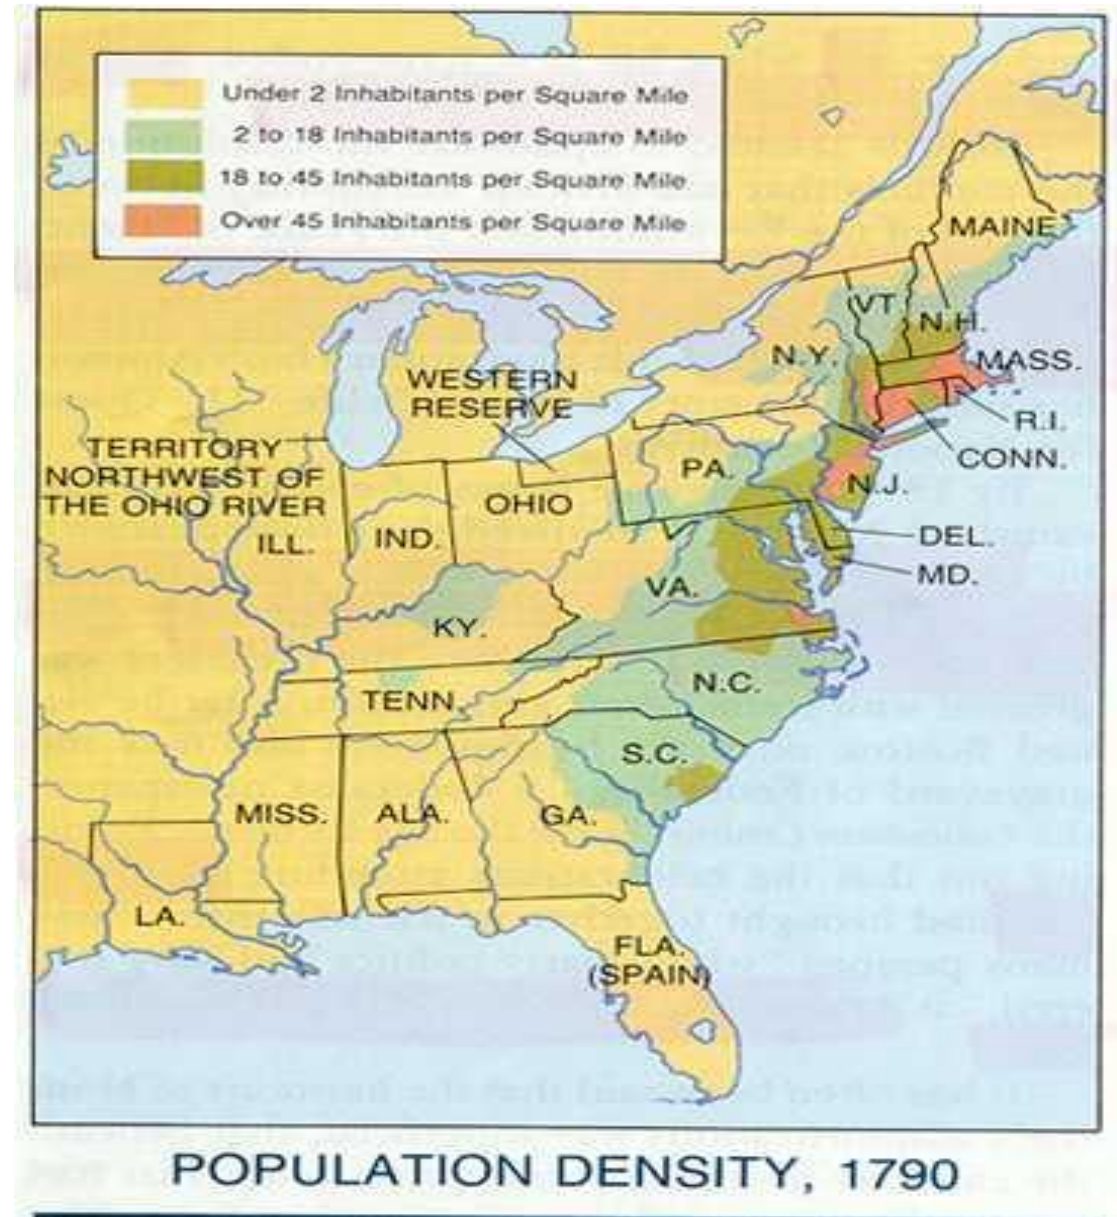 Under 2 Inhabitants per Square Mile
2 to 18 Inhabitants per Square Mile
18 to 45 Inhabitants per Square Mile
Over 45 Inhabitants per Square Mile
MAINE
VT
N.H.
N.Y.
MASS.
WESTERN
RESERVE
R.I.
CONN.
TERRITORY
NORTHWEST OF
THE OHIO RIVER
PA.
N.J.
OHIO
ILL.
IND.
DEL.
MD.
VA.
KY.
TENN.
N.C.
S.C.
MISS.
ALA.
GA.
LA.
FLA.
(SPAIN)
POPULATION DENSITY, 1790